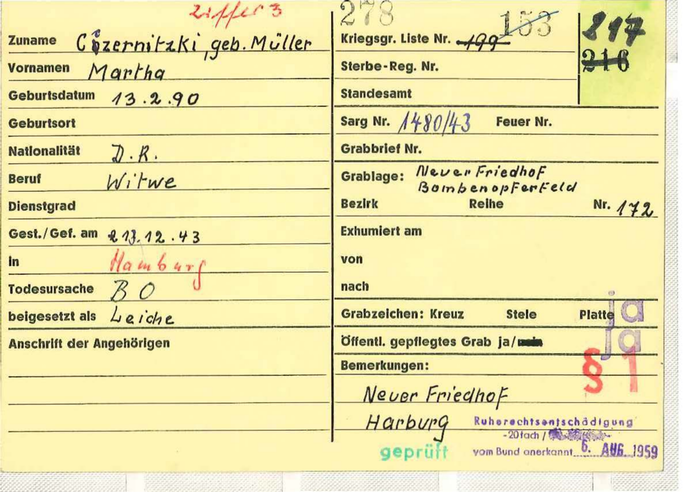 Ziffer 3
Zuname Czernitzki, geb. Müller
Vornamen Martha
Geburtsdatum 13.2.90
Geburtsort
Nationalität D.R.
Beruf Witwe
Dienstgrad
Gest./Gef. am 13.12.43
in Hamburg
Todesursache BO
beigesetzt als Leiche
Anschrift der Angehörigen
278
153
817
Kriegsgr. Liste Nr. 199
216
Sterbe-Reg. Nr.
Standesamt
Sarg Nr. 1480/43 Feuer Nr.
Grabbrief Nr.
Grablage: Neuer Friedhof
Bombenopferfeld
Bezirk Reihe Nr. 172
Exhumiert am
von
nach
Grabzeichen: Kreuz Stele Platte ja
Öffentl. gepflegtes Grab ja/nein ja
Bemerkungen:
§ 1
Neuer Friedhof
Harburg
Ruherechtsentschädigung
-20fach /
geprüft
vom Bund anerkannt 6. AUG. 1959